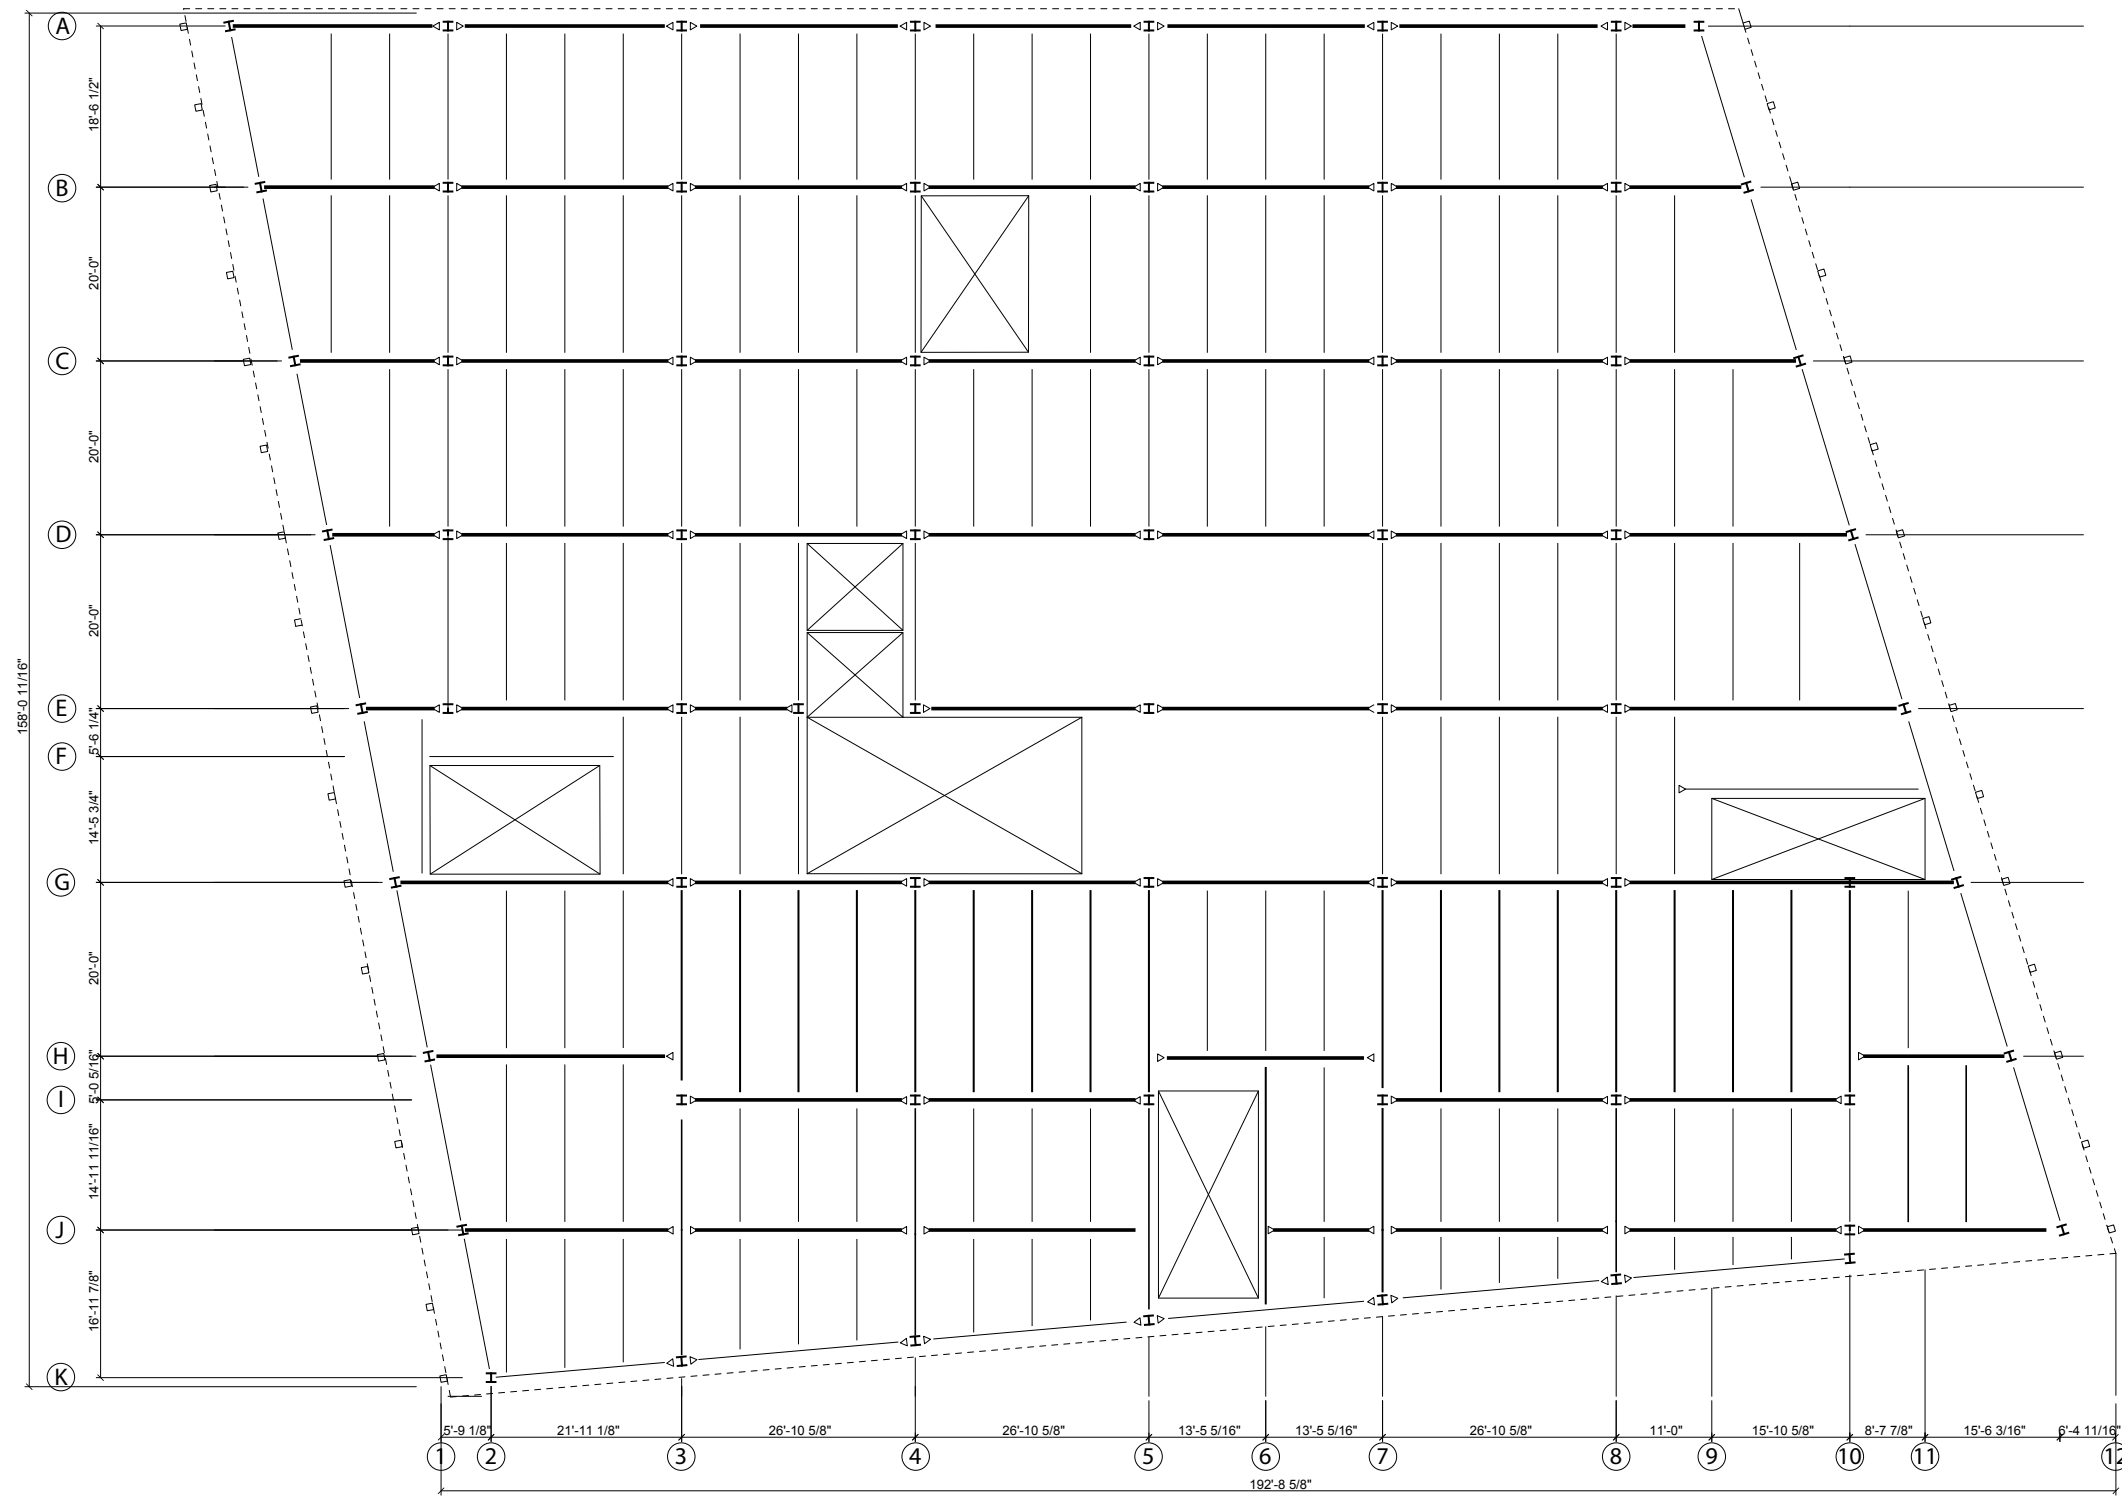 A
18'-6 1/2"
B
20'-0"
C
20'-0"
D
20'-0"
E
5'-6 1/4"
F
14'-5 3/4"
G
20'-0"
H
5'-0 5/16"
I
14'-11 11/16"
J
16'-11 7/8"
K
158'-0 11/16"
5'-9 1/8" 21'-11 1/8" 26'-10 5/8" 26'-10 5/8" 13'-5 5/16" 13'-5 5/16" 26'-10 5/8" 11'-0" 15'-10 5/8" 8'-7 7/8" 15'-6 3/16" 6'-4 11/16"
1 2 3 4 5 6 7 8 9 10 11 12
192'-8 5/8"